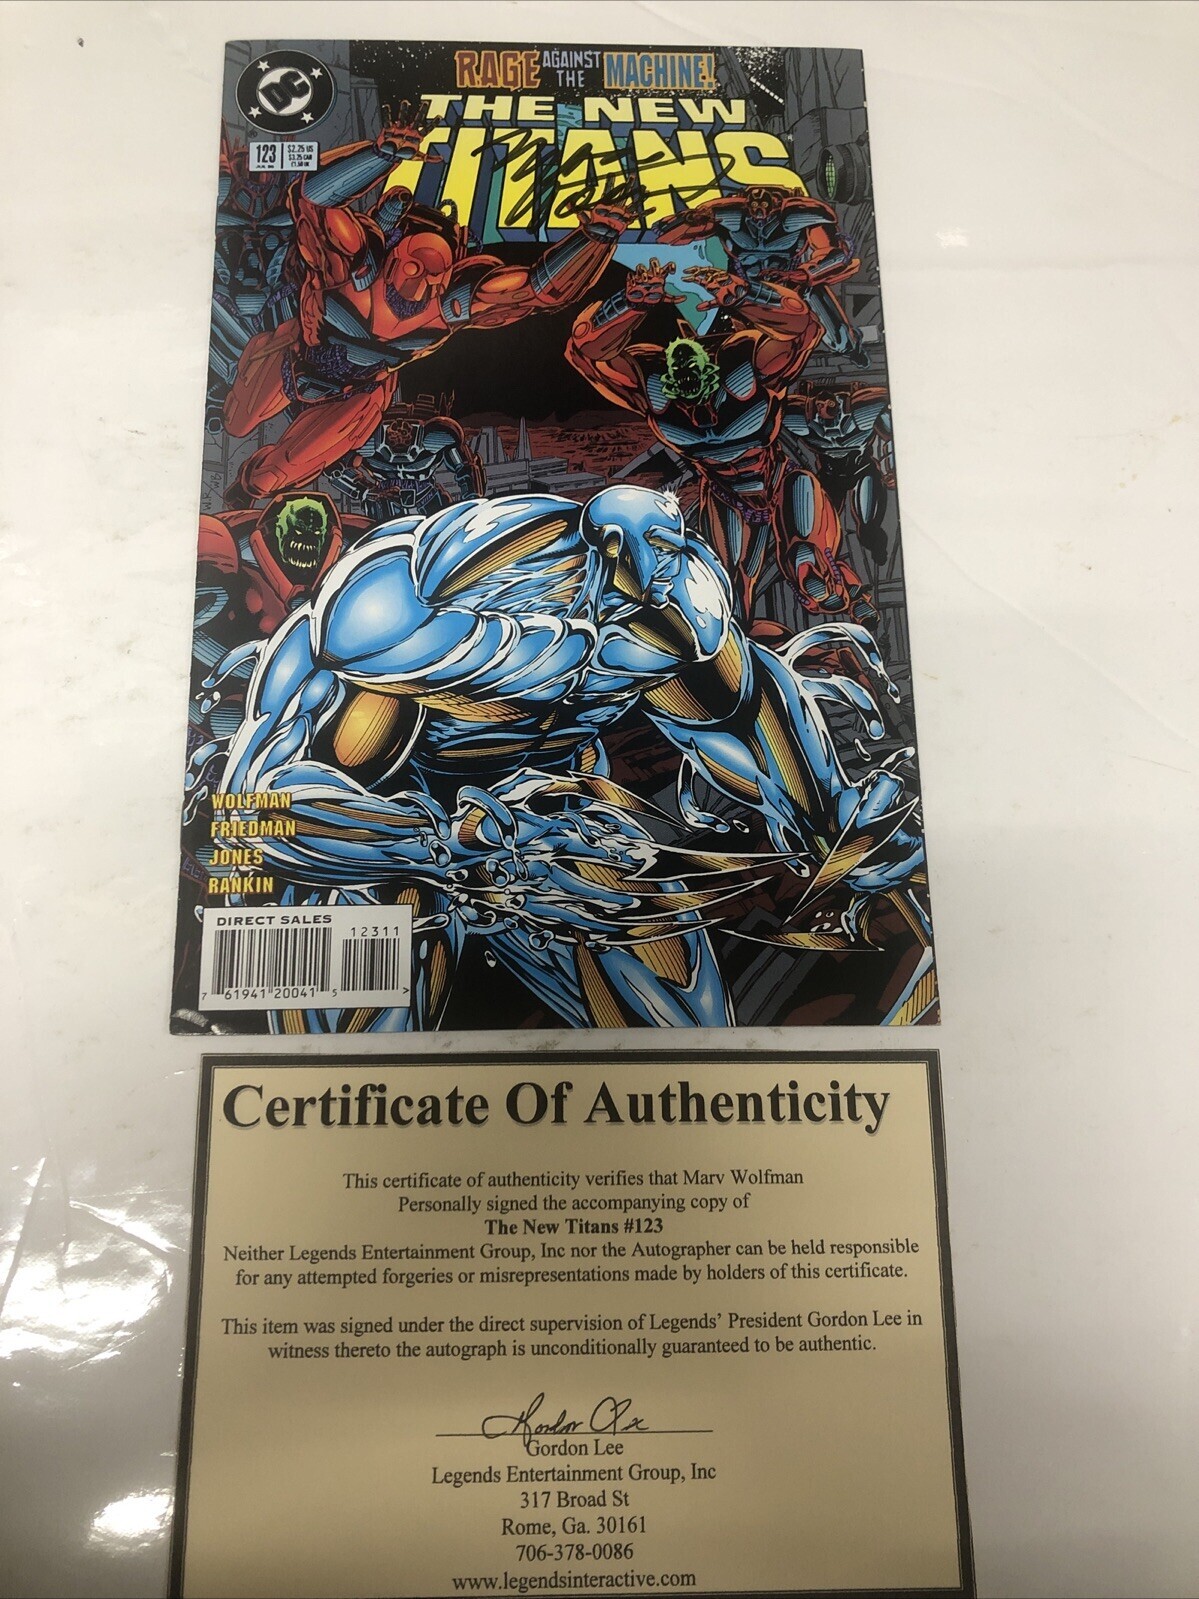 RAGE AGAINST THE MACHINE!
DC
THE NEW
TITANS
123
$2.25 US
$3.25 CAN
WOLFMAN
FRIEDMAN
JONES
RANKIN
DIRECT SALES
12311
7 61941 20041 5 >
Certificate Of Authenticity
This certificate of authenticity verifies that Marv Wolfman
Personally signed the accompanying copy of
The New Titans #123
Neither Legends Entertainment Group, Inc nor the Autographer can be held responsible
for any attempted forgeries or misrepresentations made by holders of this certificate.
This item was signed under the direct supervision of Legends' President Gordon Lee in
witness thereto the autograph is unconditionally guaranteed to be authentic.
Gordon Lee
Gordon Lee
Legends Entertainment Group, Inc
317 Broad St
Rome, Ga. 30161
706-378-0086
www.legendsinteractive.com